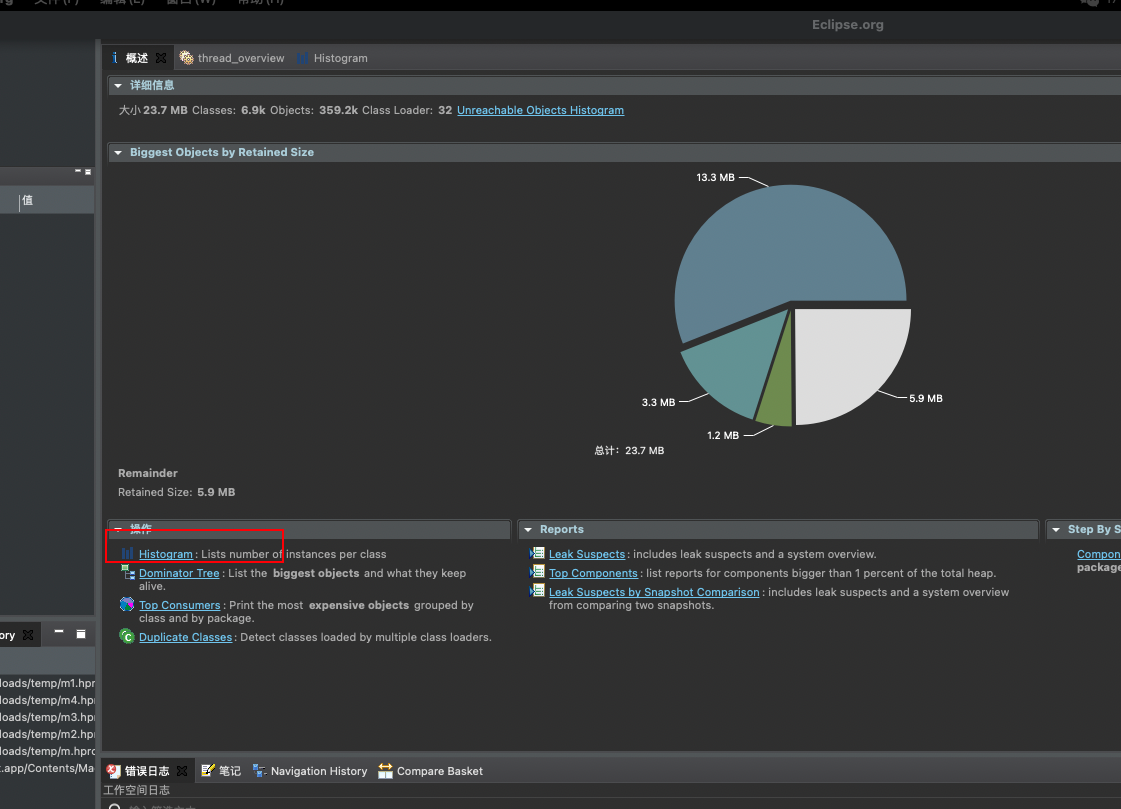 Eclipse.org
概述 thread_overview Histogram
详细信息
大小 23.7 MB Classes: 6.9k Objects: 359.2k Class Loader: 32 Unreachable Objects Histogram
Biggest Objects by Retained Size
值
13.3 MB
3.3 MB
5.9 MB
1.2 MB
总计: 23.7 MB
Remainder
Retained Size: 5.9 MB
操作
Histogram : Lists number of instances per class
Dominator Tree : List the biggest objects and what they keep
alive.
Top Consumers : Print the most expensive objects grouped by
class and by package.
Duplicate Classes : Detect classes loaded by multiple class loaders.
Reports
Leak Suspects : includes leak suspects and a system overview.
Top Components : list reports for components bigger than 1 percent of the total heap.
Leak Suspects by Snapshot Comparison : includes leak suspects and a system overview
from comparing two snapshots.
Step By S
Compon
package
ory
loads/temp/m1.hpr
loads/temp/m4.hpr
loads/temp/m3.hpr
loads/temp/m2.hpr
loads/temp/m.hprc
.app/Contents/Ma
错误日志 笔记 Navigation History Compare Basket
工作空间日志